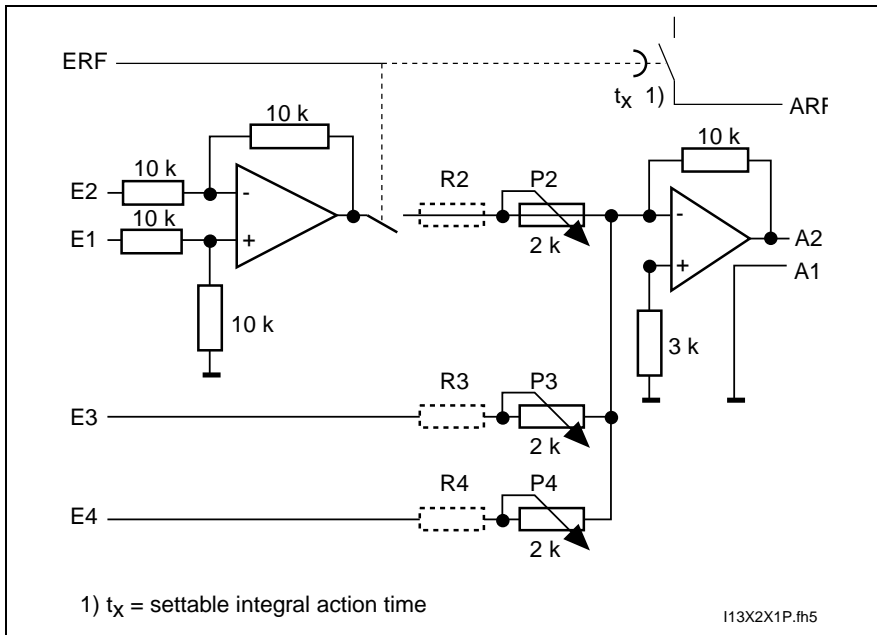 ERF
tx 1)
ARF
10 k
10 k
10 k
E2
10 k
E1
-
+
10 k
R2
P2
2 k
-
+
A2
A1
3 k
R3
P3
E3
2 k
R4
P4
E4
2 k
1) tx = settable integral action time
I13X2X1P.fh5